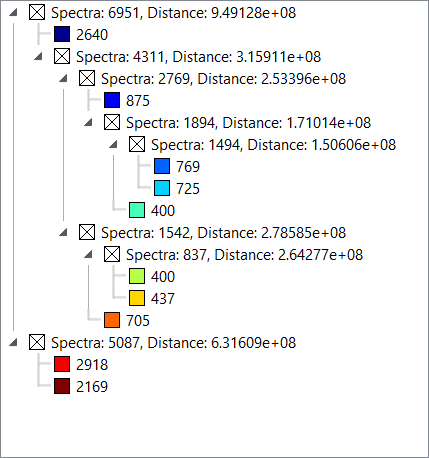 Spectra: 6951, Distance: 9.49128e+08
2640
Spectra: 4311, Distance: 3.15911e+08
Spectra: 2769, Distance: 2.53396e+08
875
Spectra: 1894, Distance: 1.71014e+08
Spectra: 1494, Distance: 1.50606e+08
769
725
400
Spectra: 1542, Distance: 2.78585e+08
Spectra: 837, Distance: 2.64277e+08
400
437
705
Spectra: 5087, Distance: 6.31609e+08
2918
2169